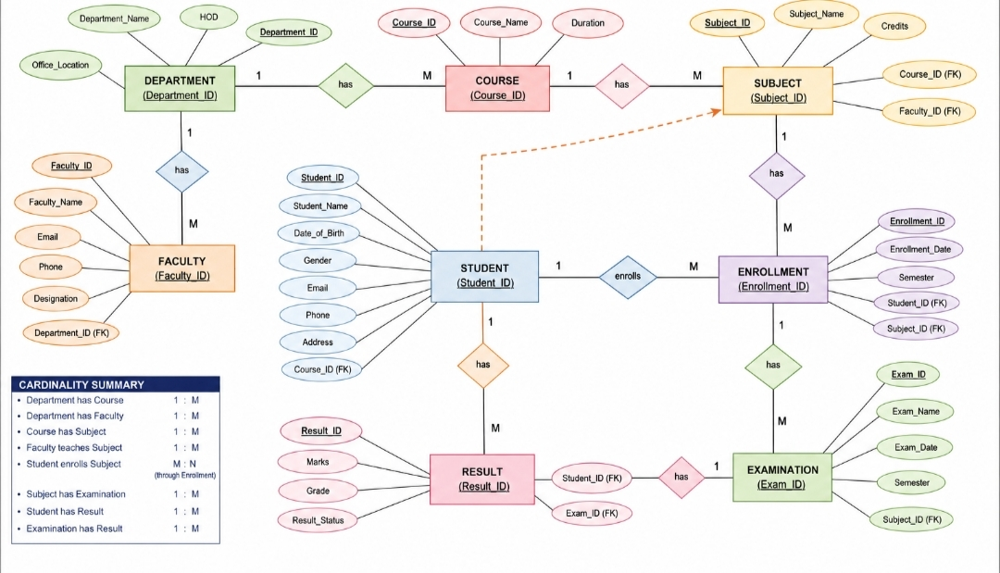 Department_Name
HOD
Department_ID
Office_Location
DEPARTMENT
(Department_ID)
1
has
M
Course_ID
Course_Name
Duration
COURSE
(Course_ID)
1
has
M
Subject_ID
Subject_Name
Credits
Course_ID (FK)
Faculty_ID (FK)
SUBJECT
(Subject_ID)
1
has
M
Faculty_ID
Faculty_Name
Email
Phone
Designation
Department_ID (FK)
FACULTY
(Faculty_ID)
Student_ID
Student_Name
Date_of_Birth
Gender
Email
Phone
Address
Course_ID (FK)
STUDENT
(Student_ID)
1
enrolls
M
1
has
M
ENROLLMENT
(Enrollment_ID)
Enrollment_ID
Enrollment_Date
Semester
Student_ID (FK)
Subject_ID (FK)
1
has
M
1
has
M
CARDINALITY SUMMARY
• Department has Course 1 : M
• Department has Faculty 1 : M
• Course has Subject 1 : M
• Faculty teaches Subject 1 : M
• Student enrolls Subject M : N
(through Enrollment)
• Subject has Examination 1 : M
• Student has Result 1 : M
• Examination has Result 1 : M
Result_ID
Marks
Grade
Result_Status
RESULT
(Result_ID)
Student_ID (FK)
Exam_ID (FK)
has
1
EXAMINATION
(Exam_ID)
Exam_ID
Exam_Name
Exam_Date
Semester
Subject_ID (FK)